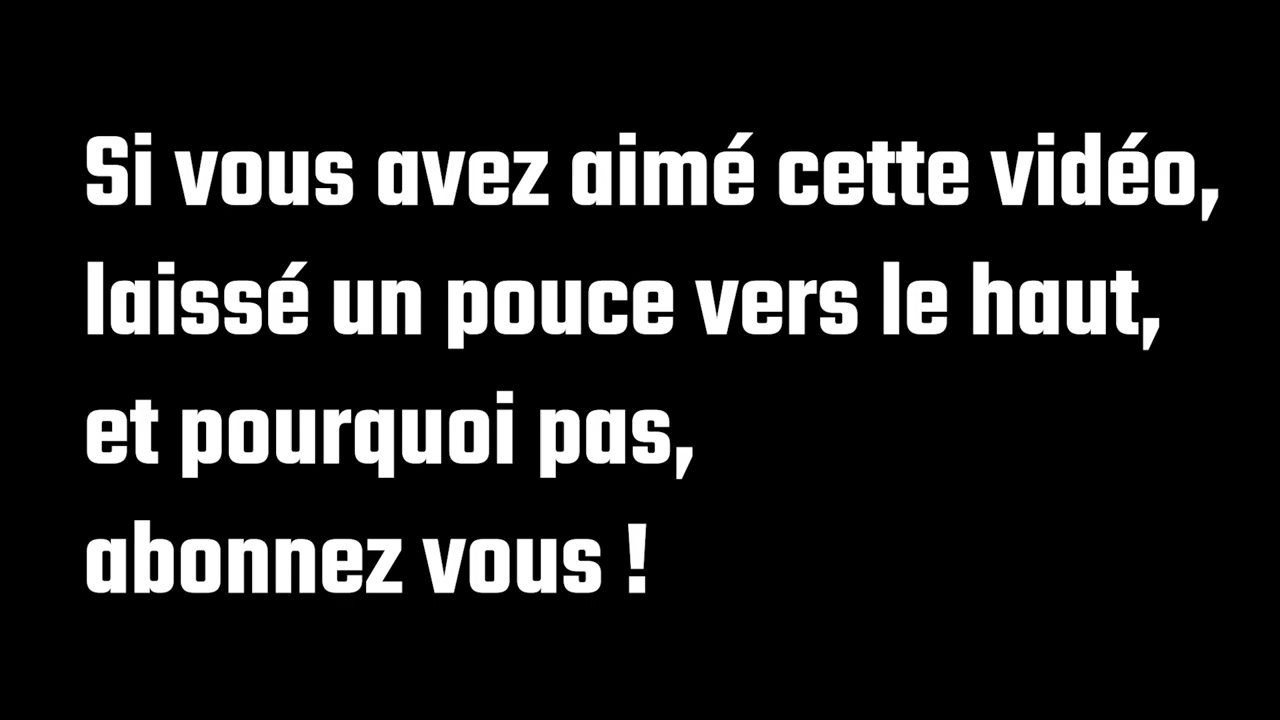 Si vous avez aimé cette vidéo,
laissé un pouce vers le haut,
et pourquoi pas,
abonnez vous !